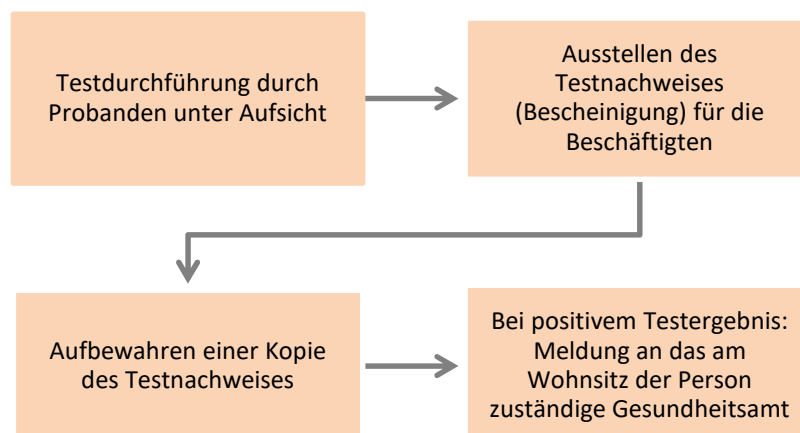 Testdurchführung durch
Probanden unter Aufsicht
Ausstellen des
Testnachweises
(Bescheinigung) für die
Beschäftigten
Aufbewahren einer Kopie
des Testnachweises
Bei positivem Testergebnis:
Meldung an das am
Wohnsitz der Person
zuständige Gesundheitsamt